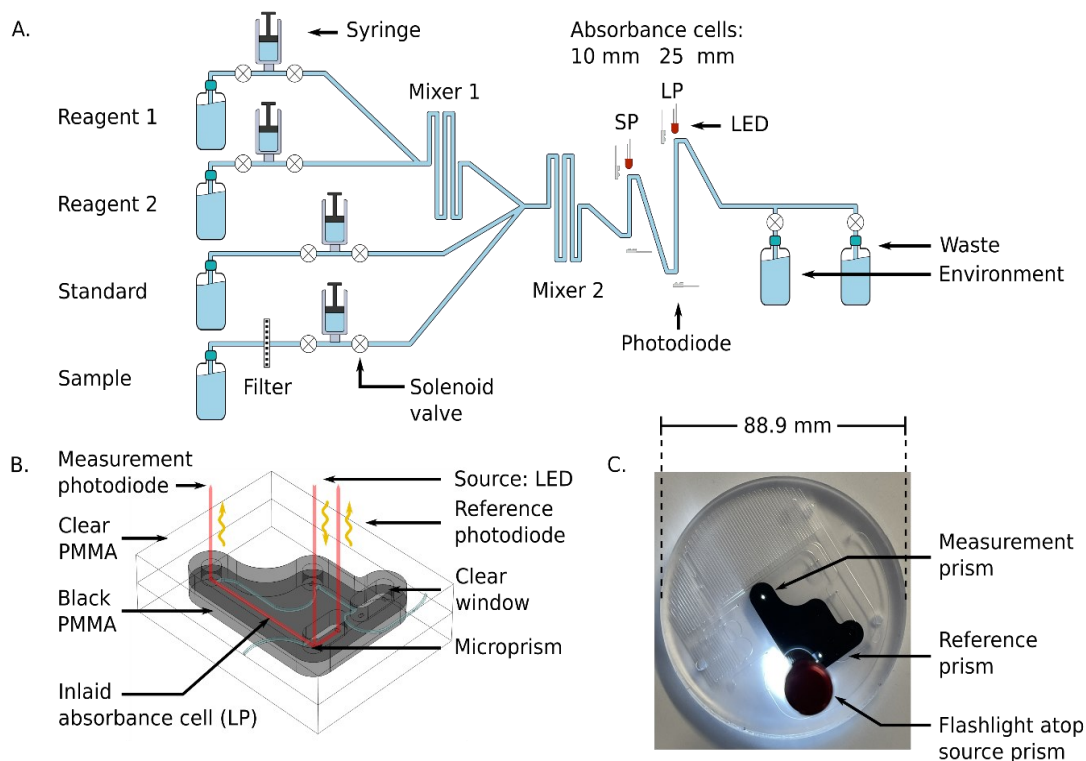 A.
Syringe
Absorbance cells:
10 mm 25 mm
LP
Mixer 1
SP
LED
Reagent 1
Reagent 2
Waste
Environment
Standard
Mixer 2
Photodiode
Sample
Filter
Solenoid
valve
B.
Measurement
photodiode
Source: LED
Clear
PMMA
Reference
photodiode
Black
PMMA
Clear
window
Microprism
Inlaid
absorbance cell (LP)
C.
88.9 mm
Measurement
prism
Reference
prism
Flashlight atop
source prism